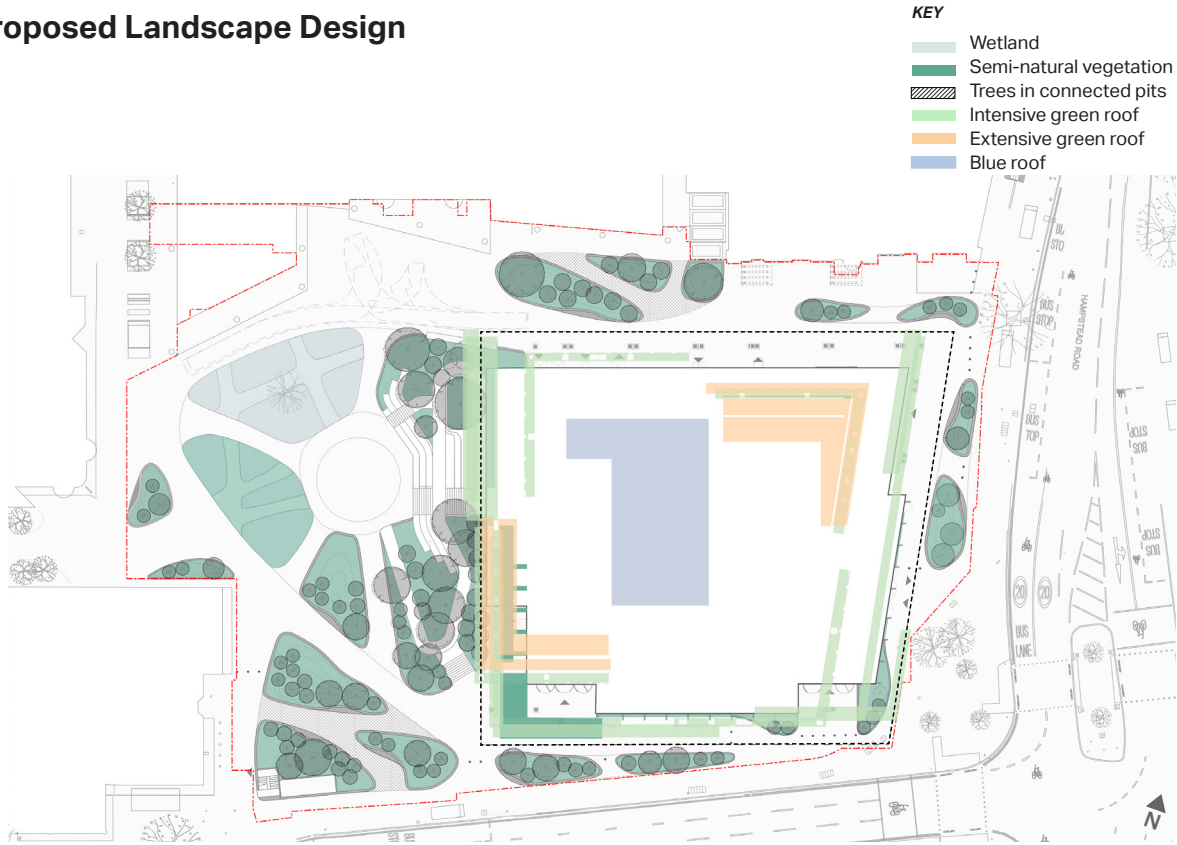 roposed Landscape Design
KEY
Wetland
Semi-natural vegetation
Trees in connected pits
Intensive green roof
Extensive green roof
Blue roof
BUS
STOP
HAMPSTEAD ROAD
BUS
STOP
BUS
STOP
20
20
BUS
LANE
N